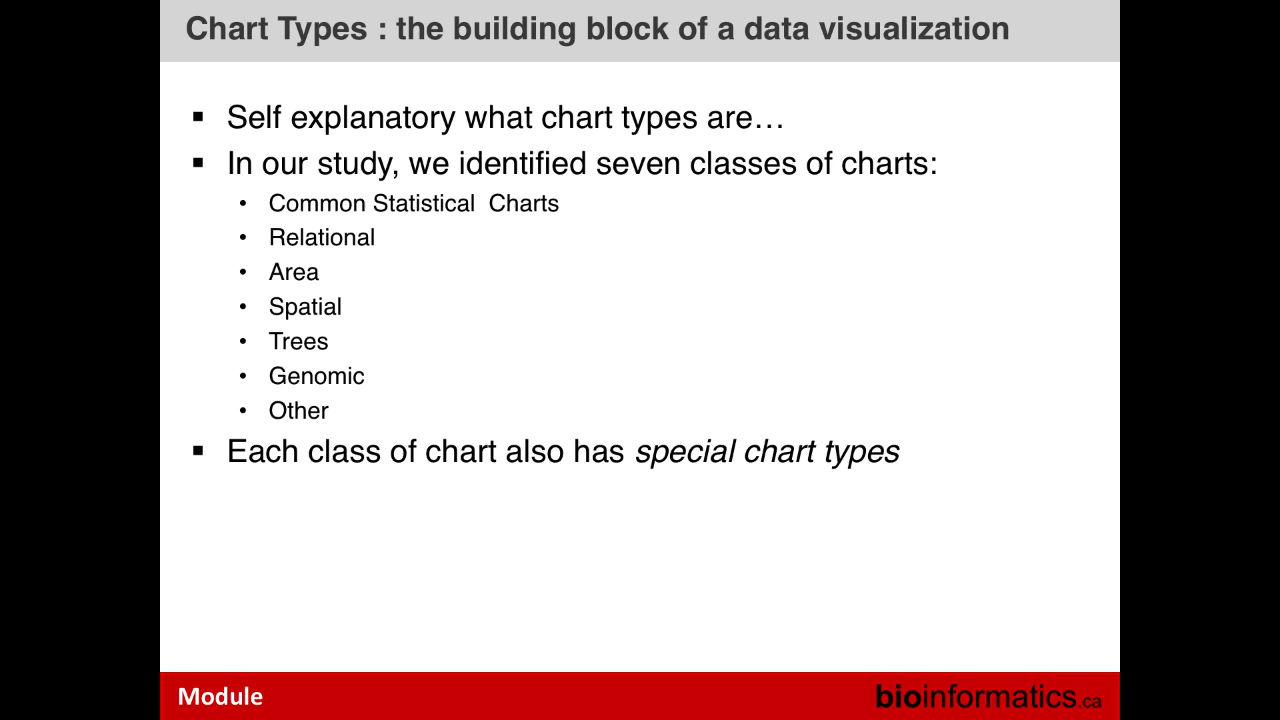 Chart Types : the building block of a data visualization
▪ Self explanatory what chart types are…
▪ In our study, we identified seven classes of charts:
• Common Statistical  Charts
• Relational
• Area
• Spatial
• Trees
• Genomic
• Other
▪ Each class of chart also has special chart types
Module
bioinformatics.ca